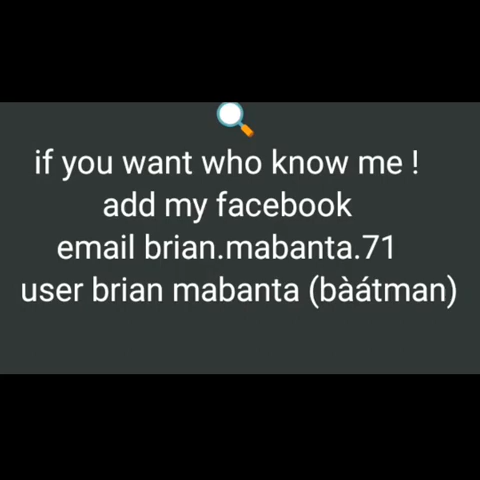 if you want who know me !
add my facebook
email brian.mabanta.71
user brian mabanta (bàátman)